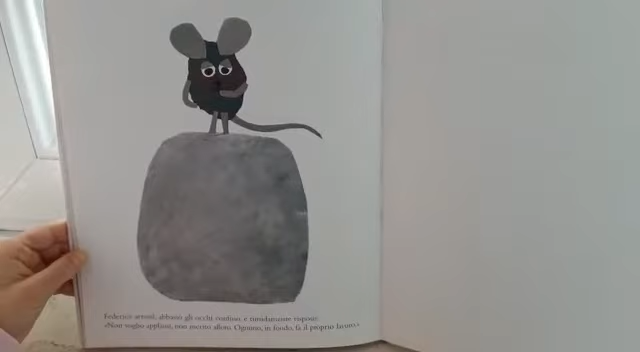 Federico arrossì, abbassò gli occhi confuso, e timidamente rispose:
«Non voglio applausi, non merito allori. Ognuno, in fondo, fa il proprio lavoro.»